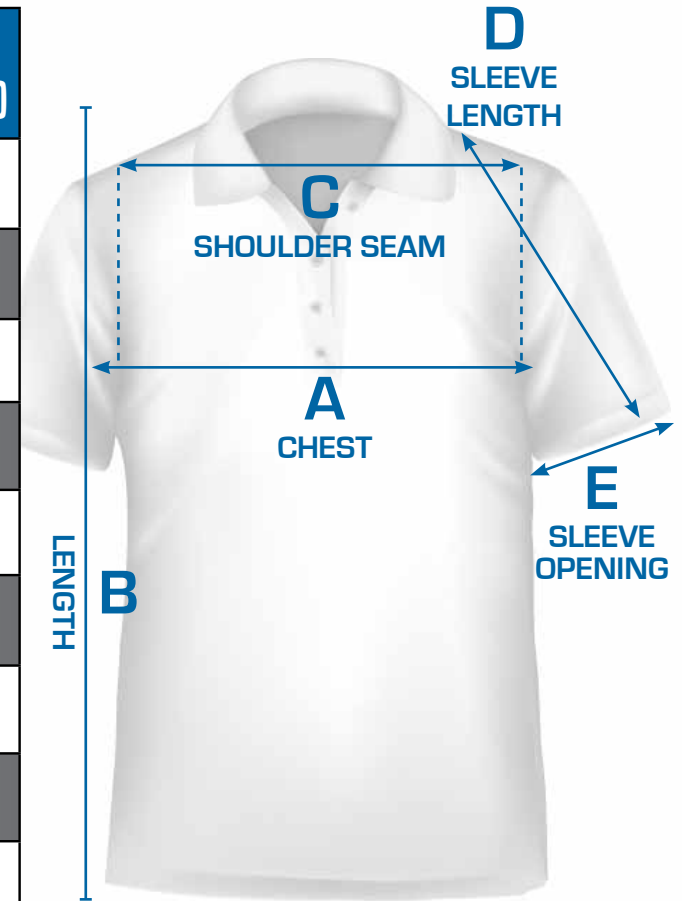 D
SLEEVE
LENGTH
C
SHOULDER SEAM
A
CHEST
E
SLEEVE
OPENING
LENGTH
B